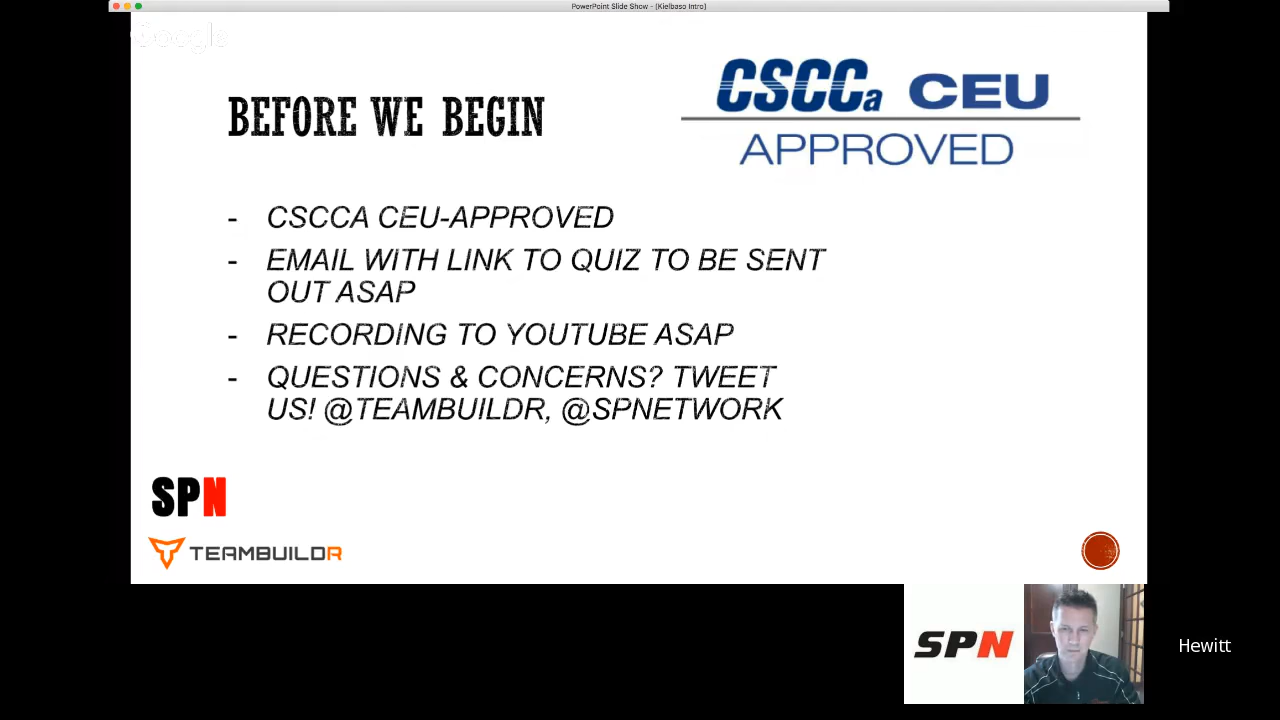 PowerPoint Slide Show - [Kielbaso Intro]
Google
CSCCa CEU
APPROVED
BEFORE WE BEGIN
- CSCCA CEU-APPROVED
- EMAIL WITH LINK TO QUIZ TO BE SENT
OUT ASAP
- RECORDING TO YOUTUBE ASAP
- QUESTIONS & CONCERNS? TWEET
US! @TEAMBUILDR, @SPNETWORK
SPN
TEAMBUILDR
SPN
Hewitt